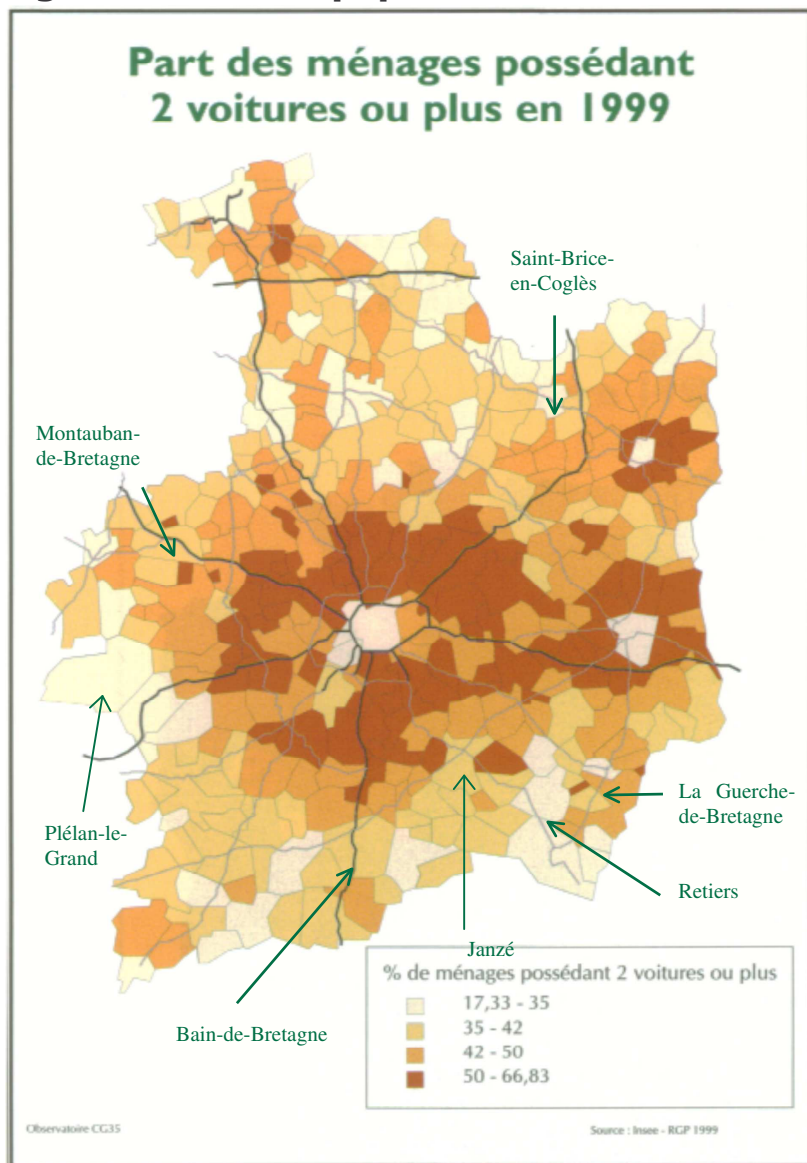 Part des ménages possédant
2 voitures ou plus en 1999
Saint-Brice-
en-Coglès
Montauban-
de-Bretagne
La Guerche-
de-Bretagne
Plélan-le-
Grand
Retiers
Janzé
Bain-de-Bretagne
% de ménages possédant 2 voitures ou plus
17,33 - 35
35 - 42
42 - 50
50 - 66,83
Observatoire CG35
Source : Insee - RGP 1999